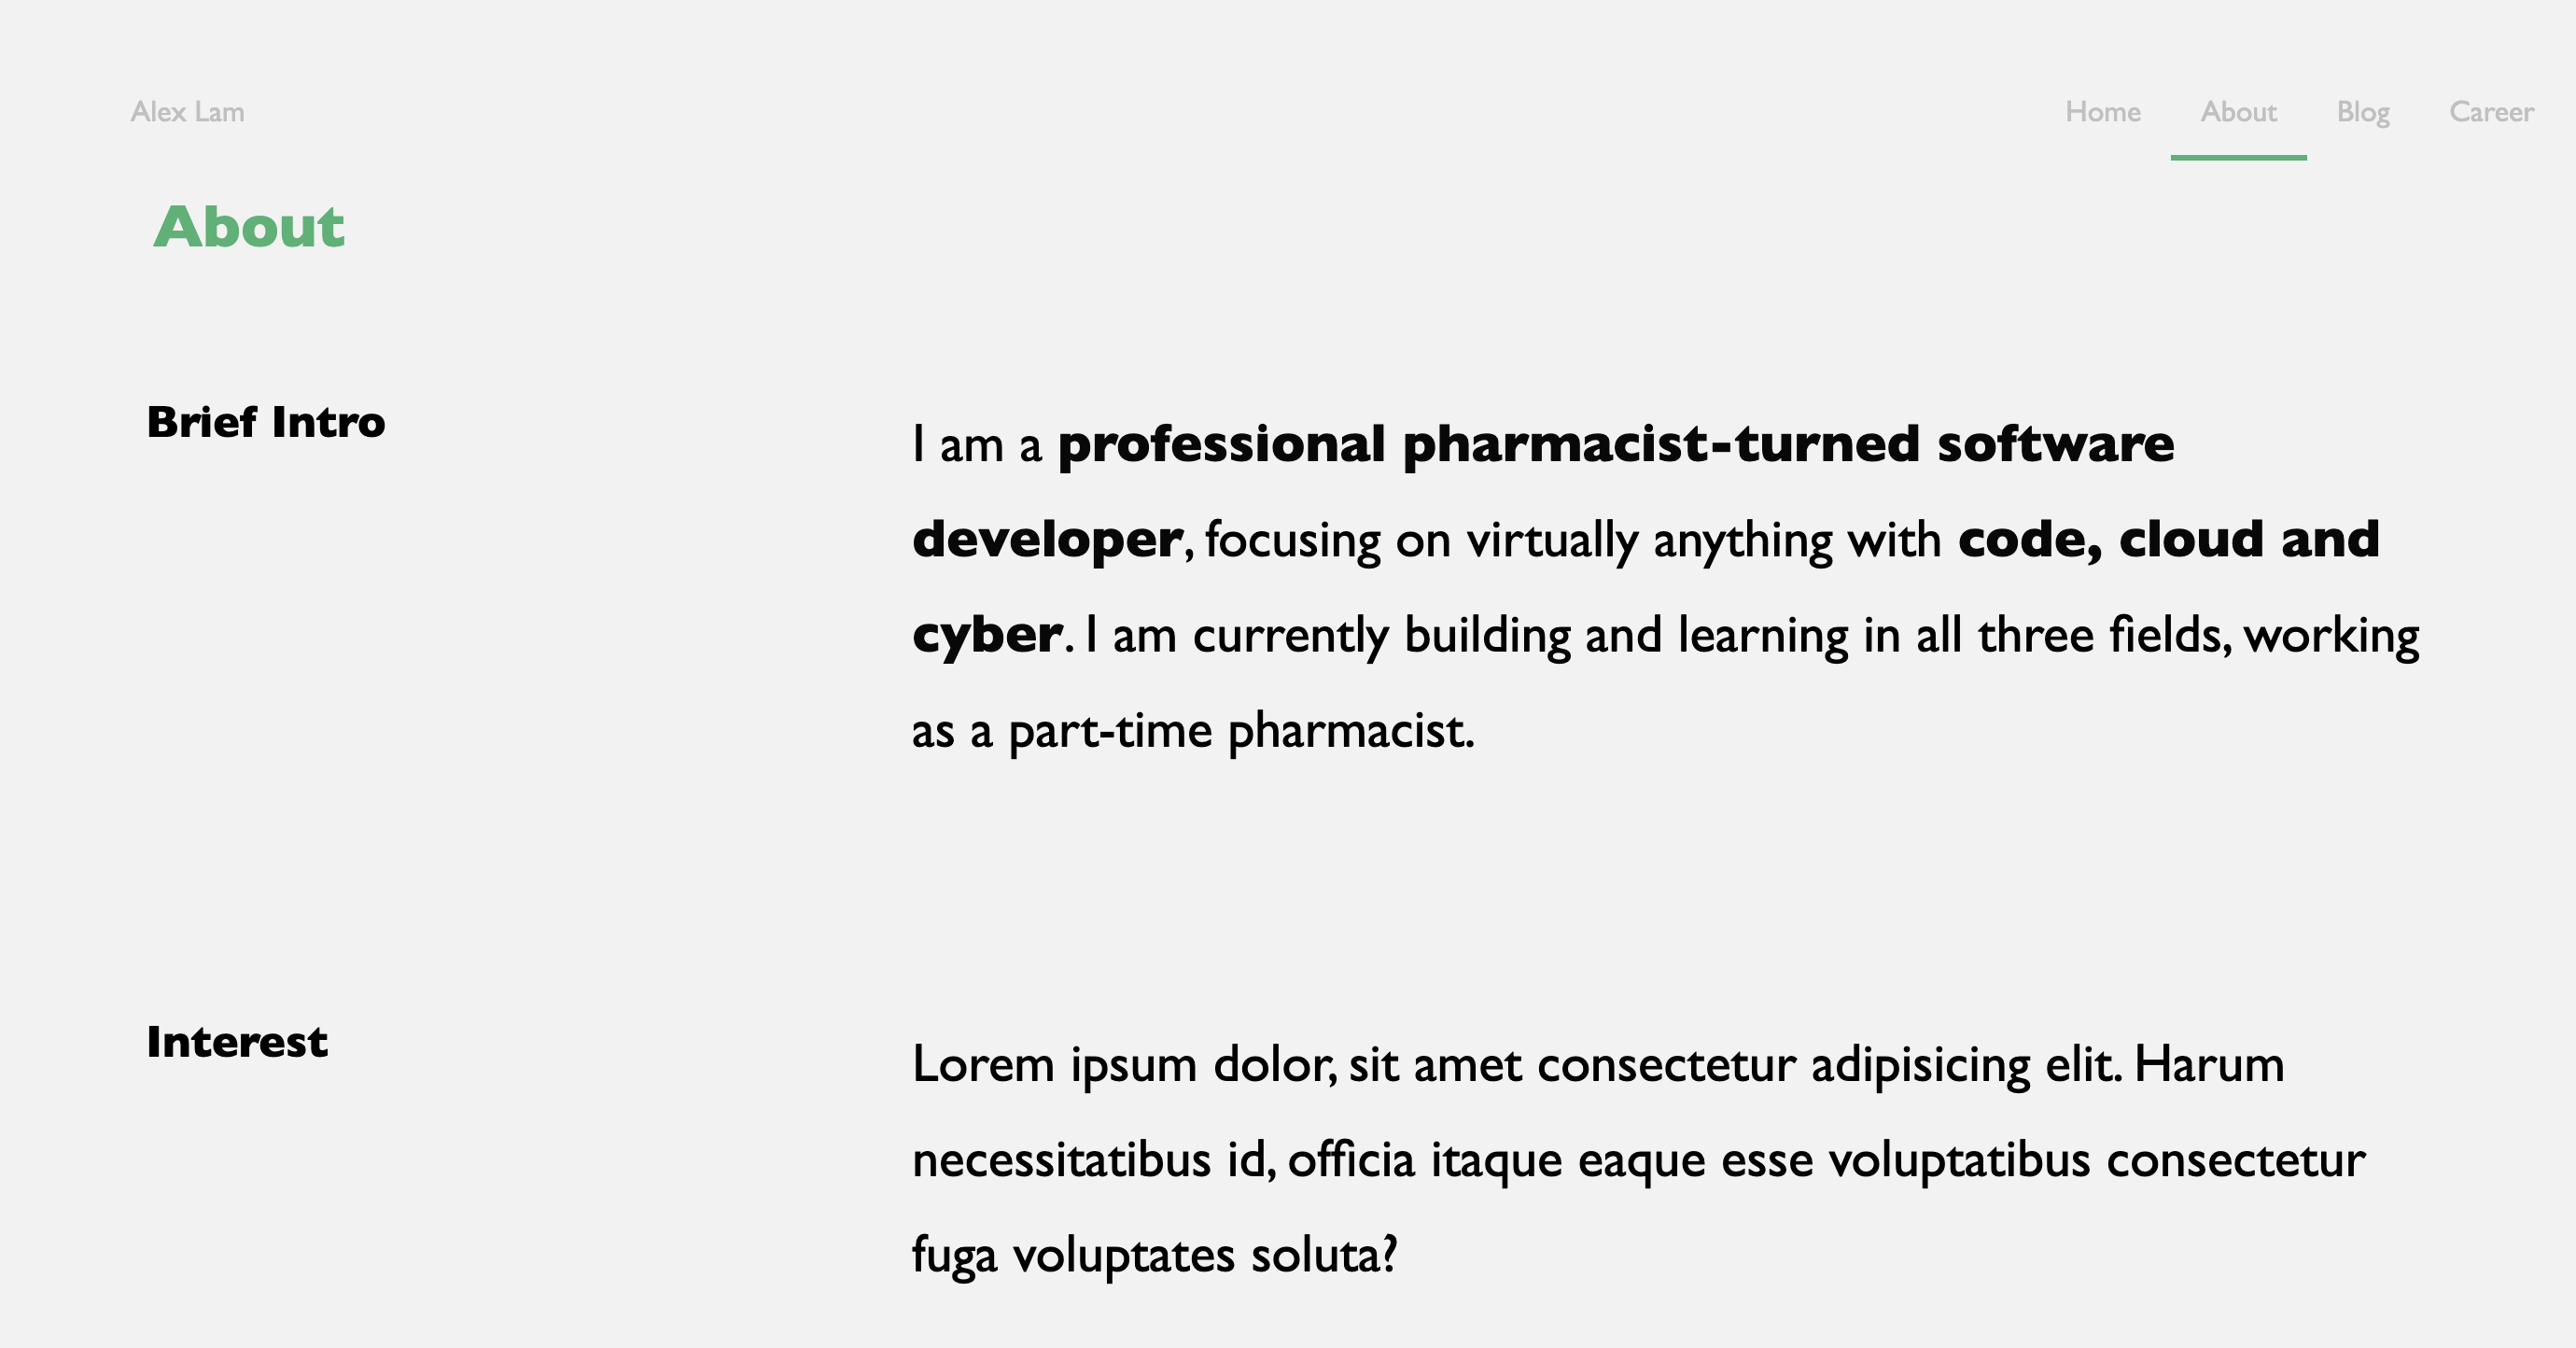 Alex Lam
Home About Blog Career
About
Brief Intro
I am a professional pharmacist-turned software
developer, focusing on virtually anything with code, cloud and
cyber. I am currently building and learning in all three fields, working
as a part-time pharmacist.
Interest
Lorem ipsum dolor, sit amet consectetur adipisicing elit. Harum
necessitatibus id, officia itaque eaque esse voluptatibus consectetur
fuga voluptates soluta?